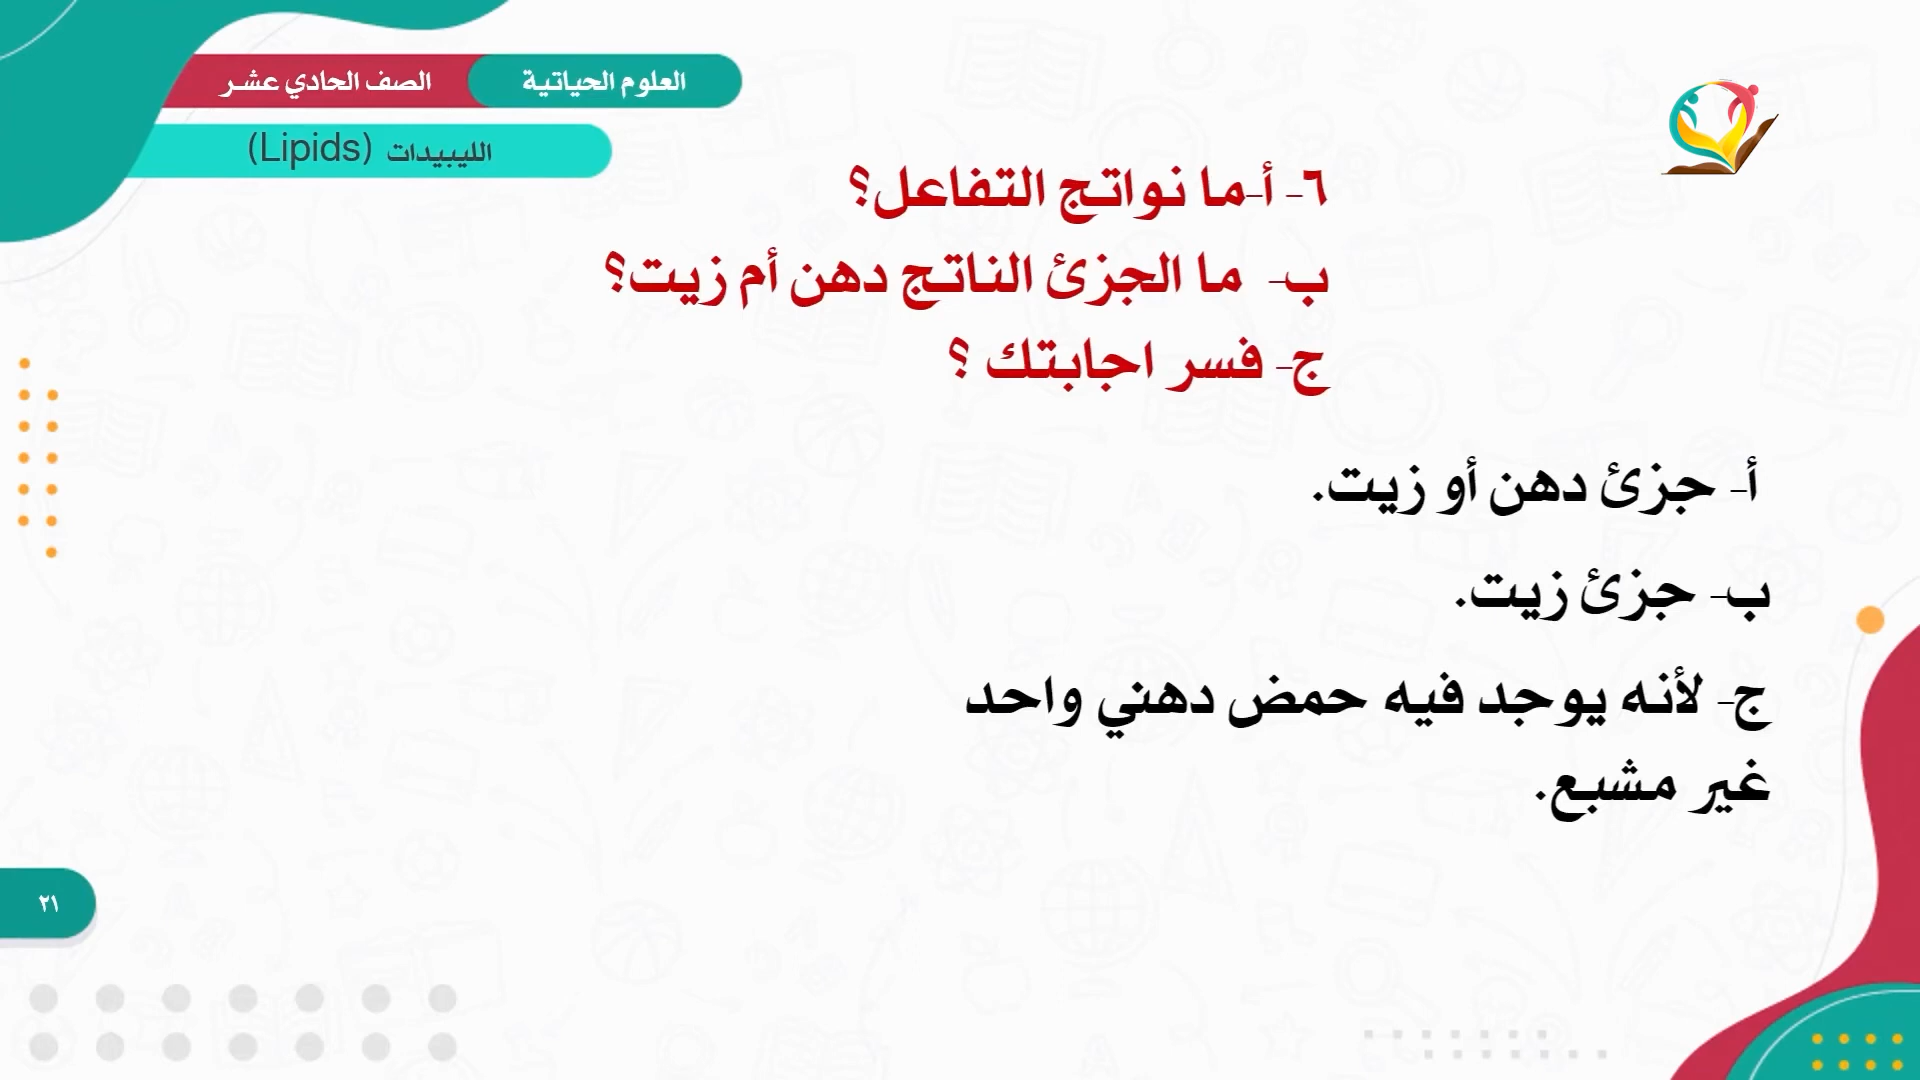 العلوم الحياتية
الصف الحادي عشر
الليبيدات (Lipids)
٦- أ-ما نواتج التفاعل؟
ب- ما الجزئ الناتج دهن أم زيت؟
ج- فسر اجابتك ؟
أ- جزئ دهن أو زيت.
ب- جزئ زيت.
ج- لأنه يوجد فيه حمض دهني واحد
غير مشبع.
٢١